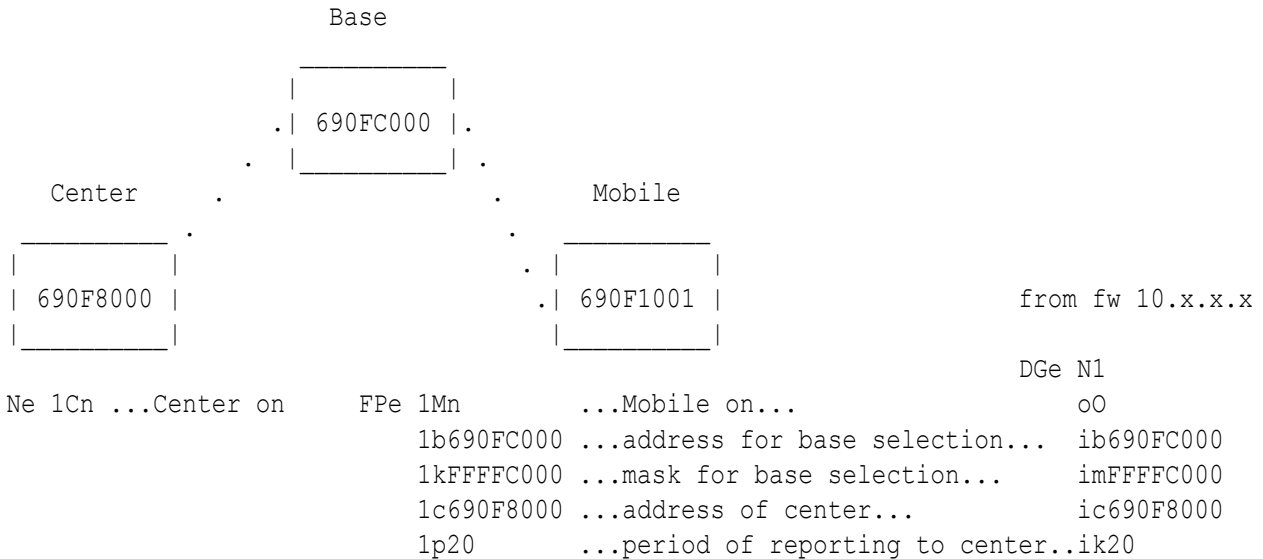 Base
690FC000
Center Mobile
690F8000 690F1001 from fw 10.x.x.x
DGe N1
Ne 1Cn ...Center on FPe 1Mn ...Mobile on... oO
1b690FC000 ...address for base selection... ib690FC000
1kFFFFC000 ...mask for base selection... imFFFFC000
1c690F8000 ...address of center... ic690F8000
1p20 ...period of reporting to center..ik20